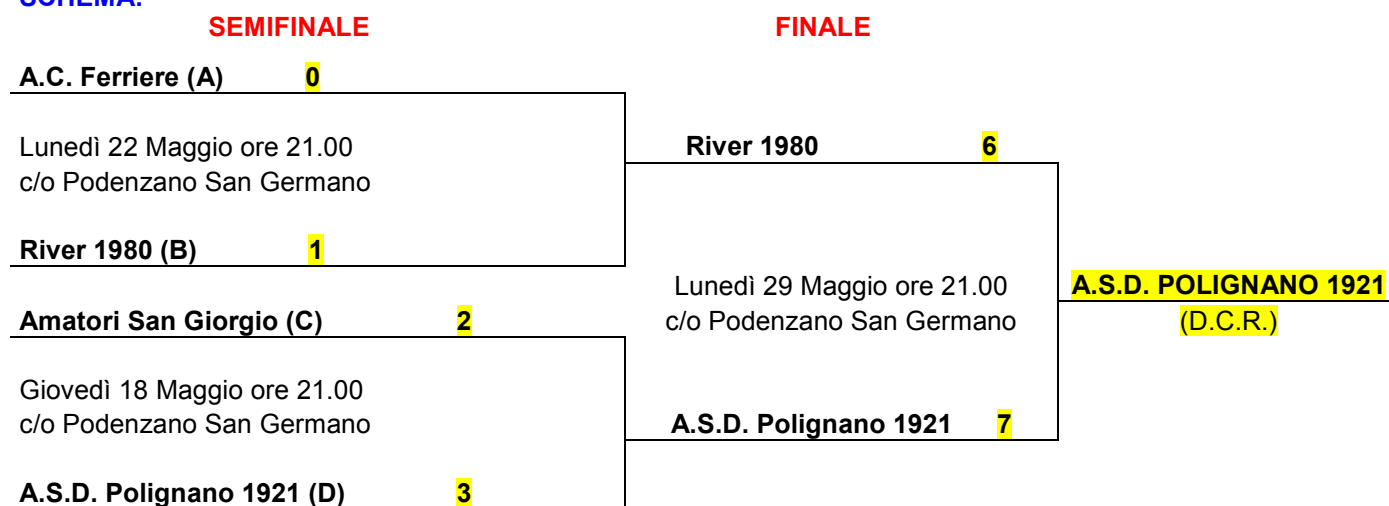 SCHEMA:
SEMIFINALE FINALE
A.C. Ferriere (A) 0
Lunedì 22 Maggio ore 21.00
c/o Podenzano San Germano
River 1980 (B) 1
Amatori San Giorgio (C) 2
Giovedì 18 Maggio ore 21.00
c/o Podenzano San Germano
A.S.D. Polignano 1921 (D) 3
River 1980 6
Lunedì 29 Maggio ore 21.00
c/o Podenzano San Germano
A.S.D. Polignano 1921 7
A.S.D. POLIGNANO 1921
(D.C.R.)